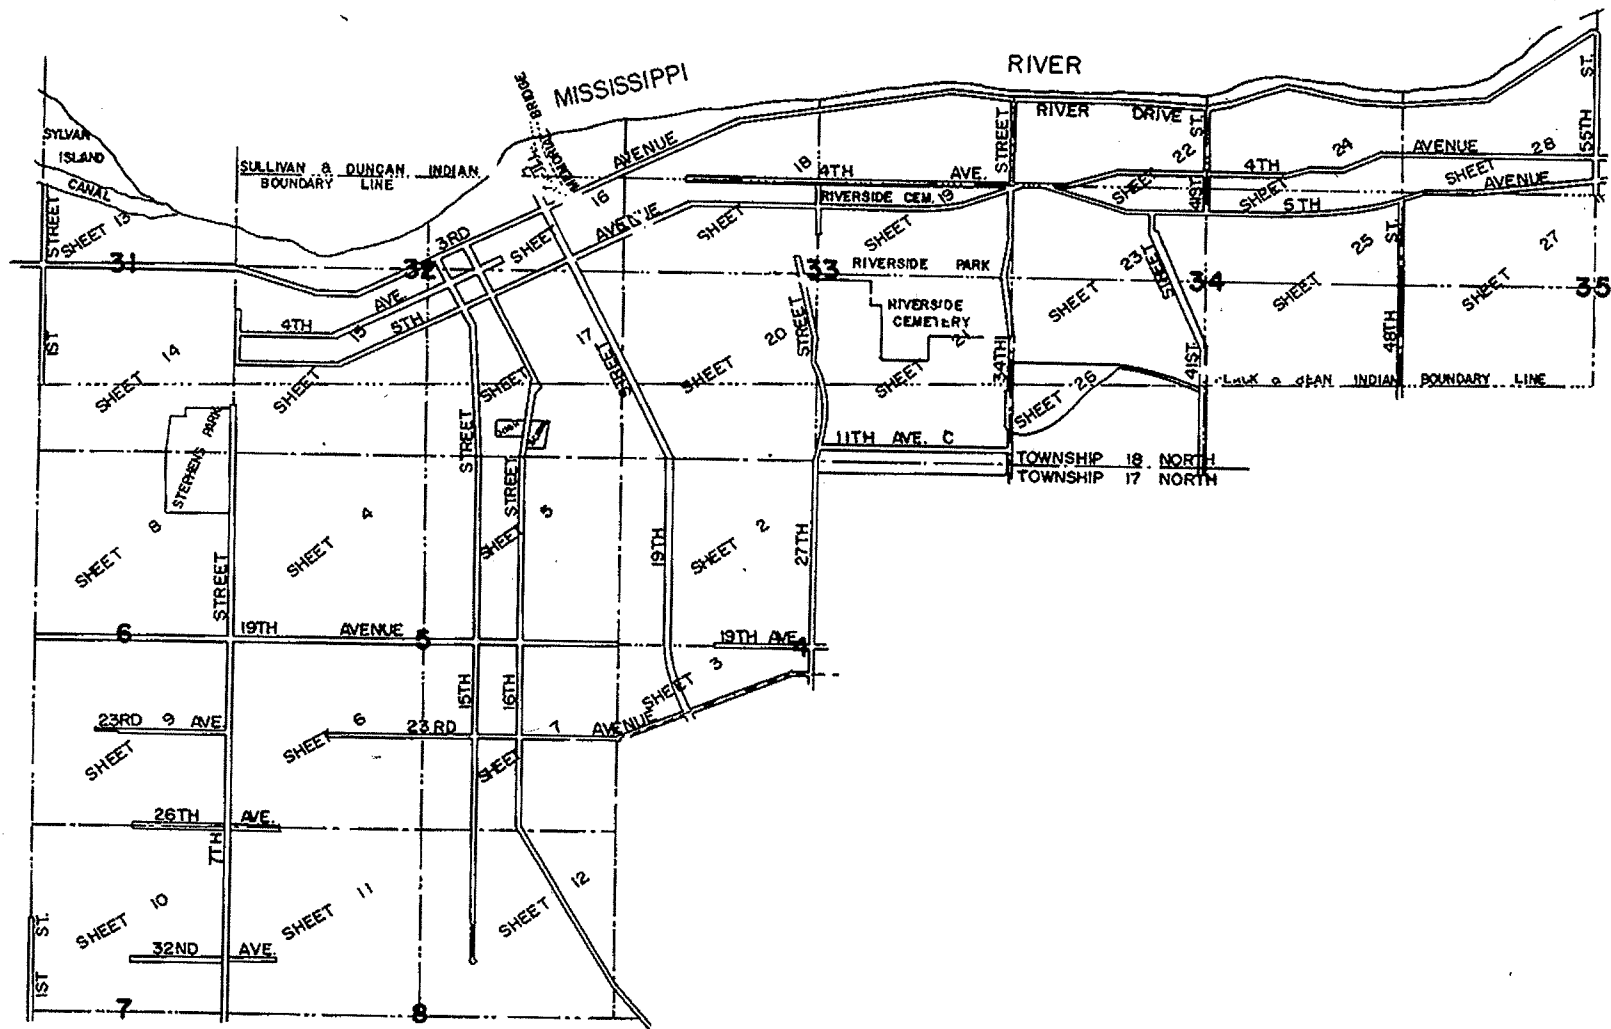 MISSISSIPPI
RIVER
MEMORIAL BRIDGE
RIVER DRIVE
SYLVAN
ISLAND
CANAL
SULLIVAN & DUNCAN INDIAN
BOUNDARY LINE
3RD AVENUE
4TH AVE.
4TH AVENUE
RIVERSIDE CEM.
5TH AVENUE
SHEET 13
SHEET 16
SHEET 18
SHEET 19
SHEET 22
SHEET 24
SHEET 28
31
32
33
34
35
RIVERSIDE PARK
RIVERSIDE
CEMETERY
4TH AVE.
5TH AVENUE
SHEET 14
SHEET 15
SHEET 17
SHEET 20
SHEET 21
SHEET 23
SHEET 25
SHEET 26
SHEET 27
INDIAN BOUNDARY LINE
1ST STREET
34TH STREET
41ST STREET
41ST ST.
48TH ST.
55TH ST.
11TH AVE. C
TOWNSHIP 18 NORTH
TOWNSHIP 17 NORTH
STEPHENS PARK
SHEET 8
SHEET 4
SHEET 5
SHEET 2
7TH STREET
15TH STREET
16TH STREET
19TH STREET
27TH STREET
6
19TH AVENUE
5
19TH AVE.
4
SHEET 3
23RD AVE.
23RD AVENUE
SHEET 9
SHEET 6
SHEET 7
26TH AVE.
SHEET 10
SHEET 11
SHEET 12
32ND AVE.
1ST ST.
7
8